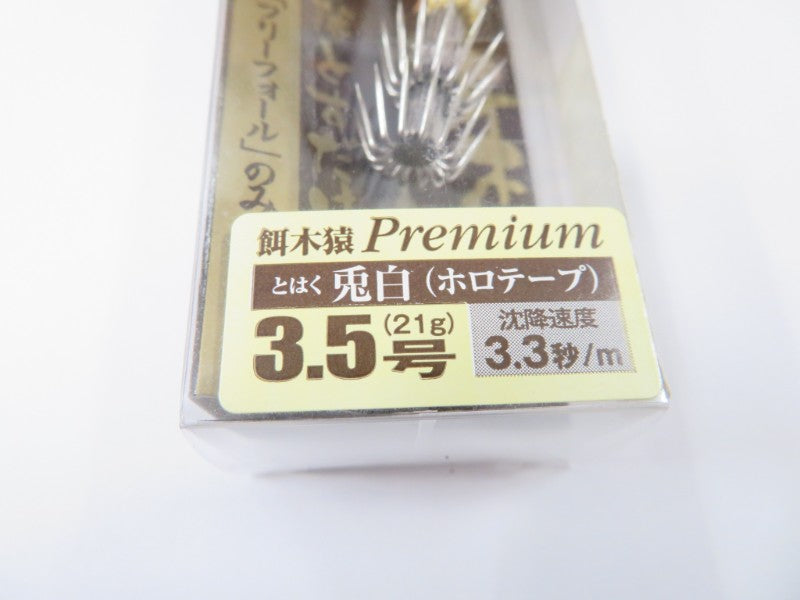 「フリーフォール」のみ
餌木猿 Premium
とはく 兎白 (ホロテープ)
3.5号 (21g)
沈降速度
3.3秒/m